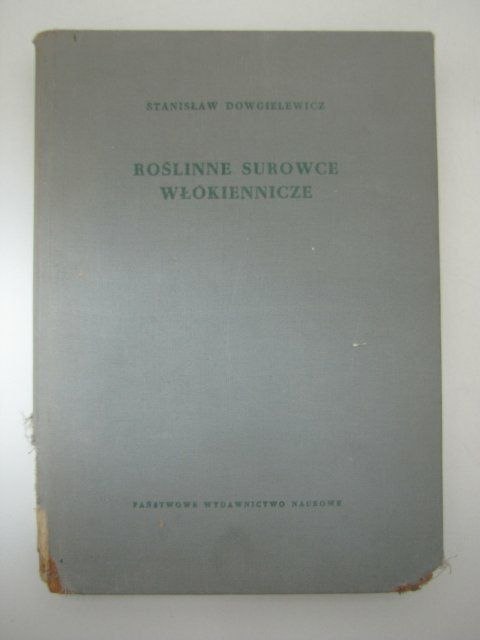 STANISŁAW DOWGIELEWICZ
ROŚLINNE SUROWCE
WŁÓKIENNICZE
PAŃSTWOWE WYDAWNICTWO NAUKOWE